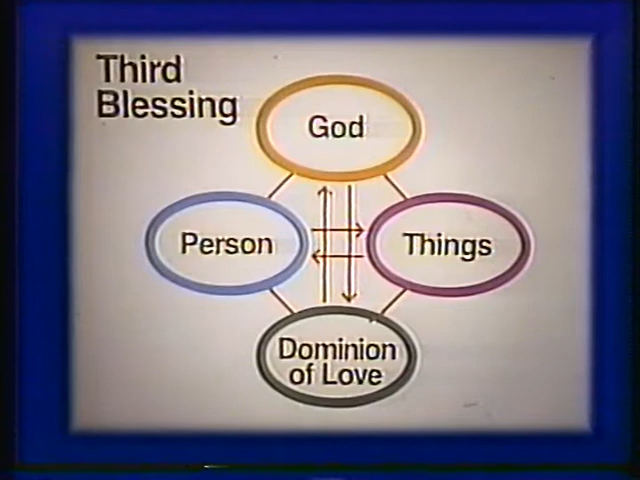 Third
Blessing
God
Person
Things
Dominion
of Love